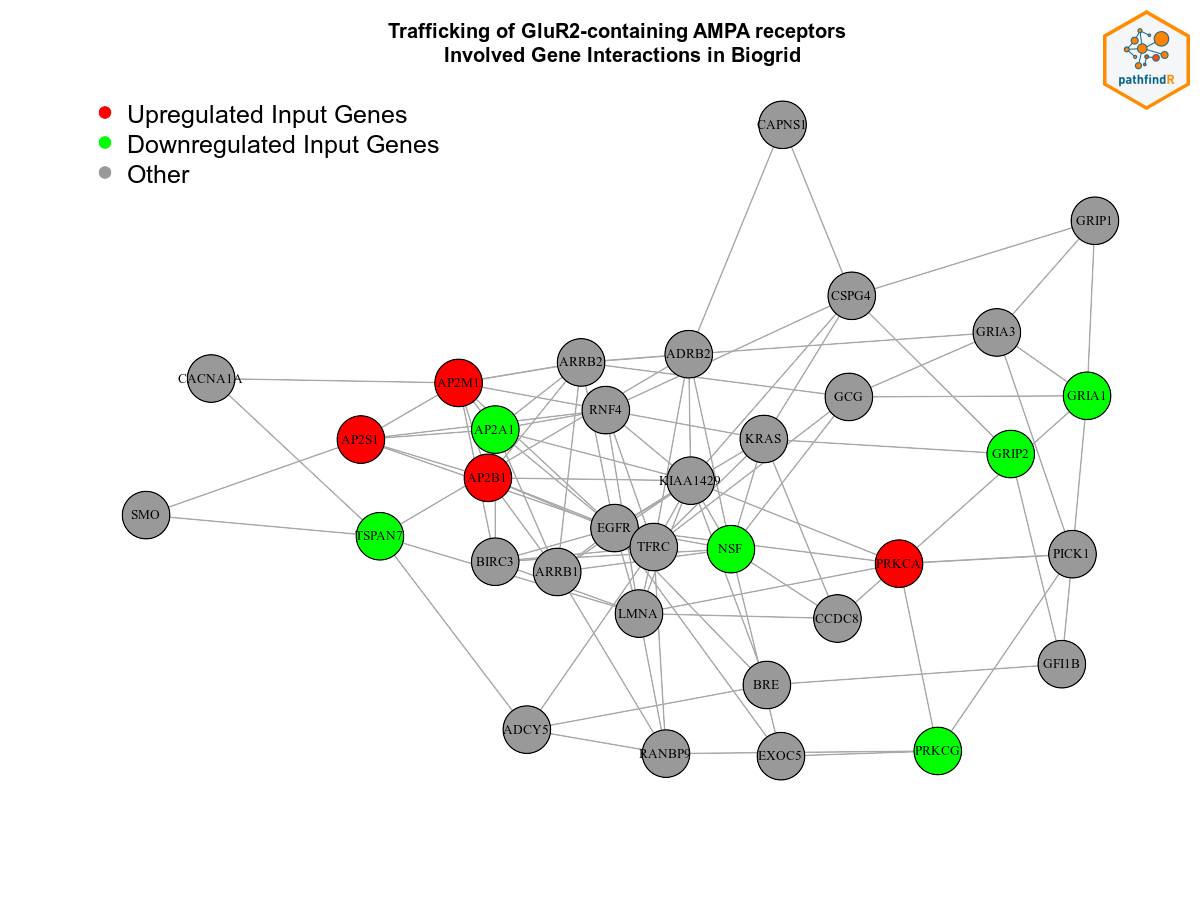 Trafficking of GluR2-containing AMPA receptors
Involved Gene Interactions in Biogrid
pathfindR
Upregulated Input Genes
Downregulated Input Genes
Other
CAPNS1
GRIP1
CSPG4
GRIA3
ADRB2
ARRB2
CACNA1A
AP2M1
GCG
GRIA1
RNF4
AP2A1
AP2S1
KRAS
GRIP2
AP2B1
KIAA1429
SMO
EGFR
TSPAN7
TFRC
NSF
PICK1
BIRC3
PRKCA
ARRB1
LMNA
CCDC8
GFI1B
BRE
ADCY5
PRKCG
RANBP9
EXOC5